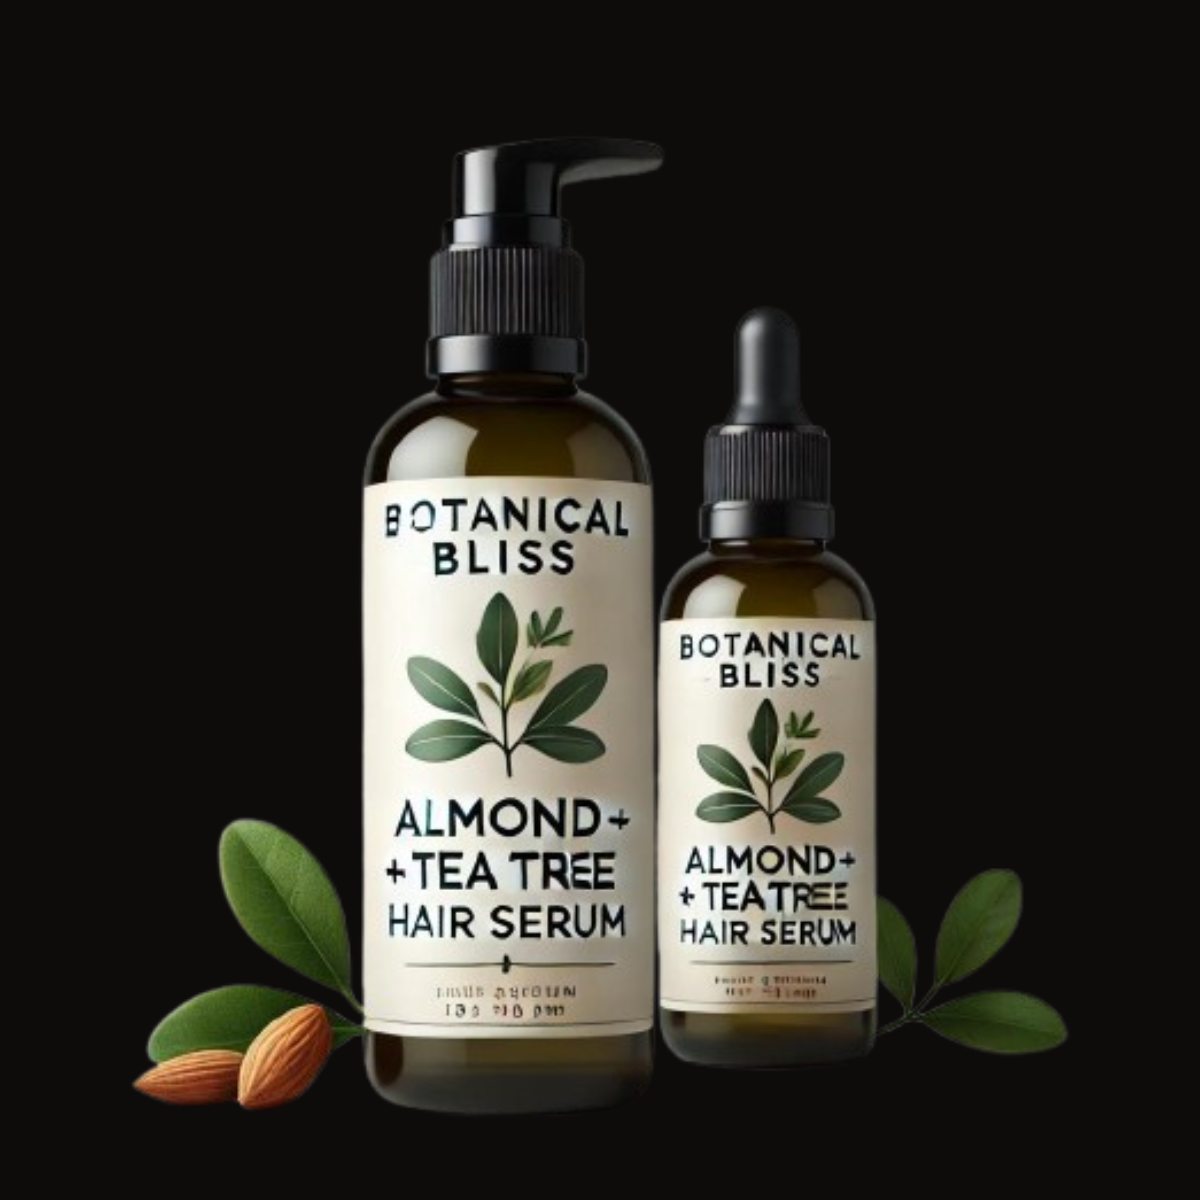 BOTANICAL
BLISS
ALMOND+
+TEA TREE
HAIR SERUM
BOTANICAL
BLISS
ALMOND+
+ TEATREE
HAIR SERUM